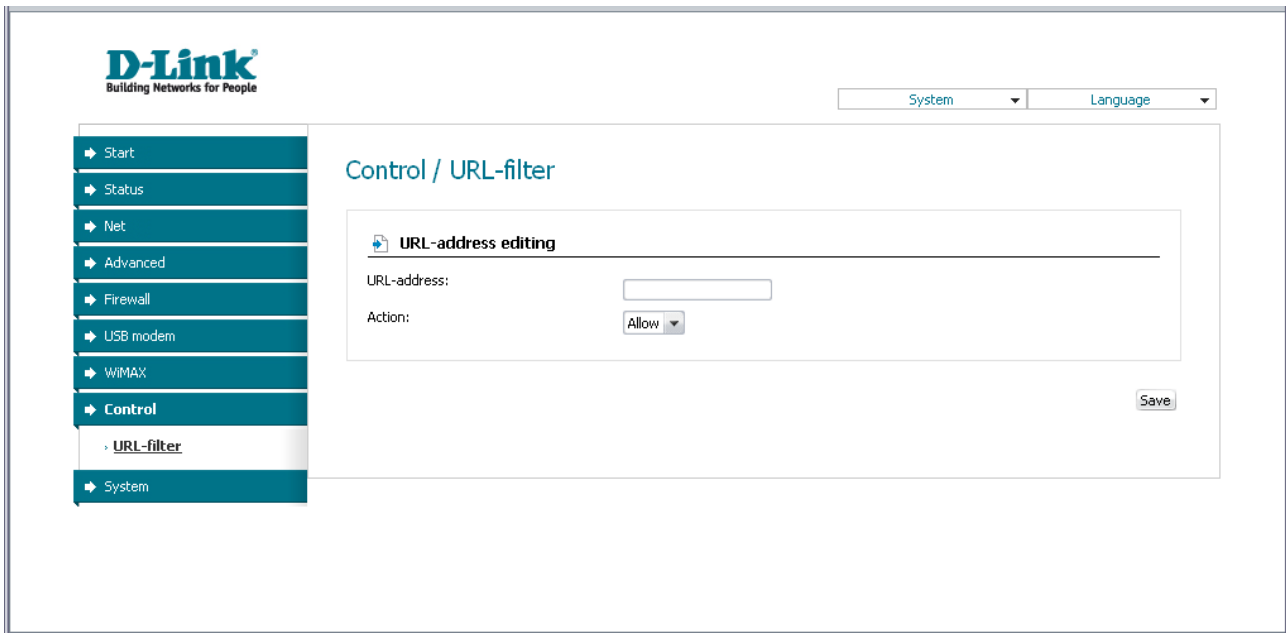 D-Link
Building Networks for People
System
Language
Start
Status
Net
Advanced
Firewall
USB modem
WiMAX
Control
URL-filter
System
Control / URL-filter
URL-address editing
URL-address:
Action:
Allow
Save